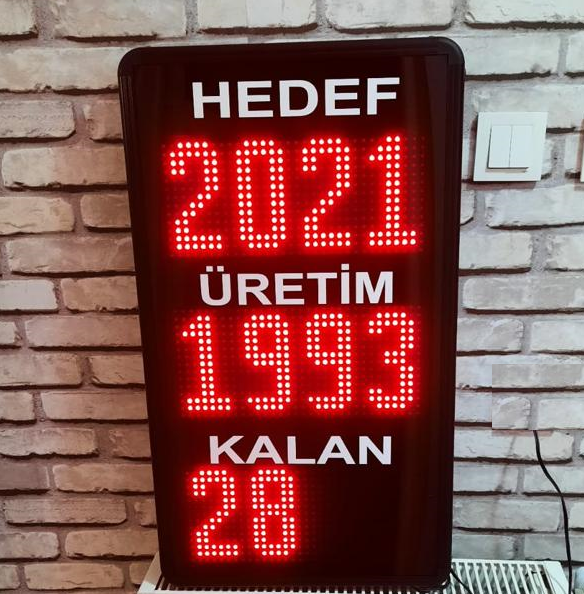 HEDEF
2021
ÜRETİM
1993
KALAN
28